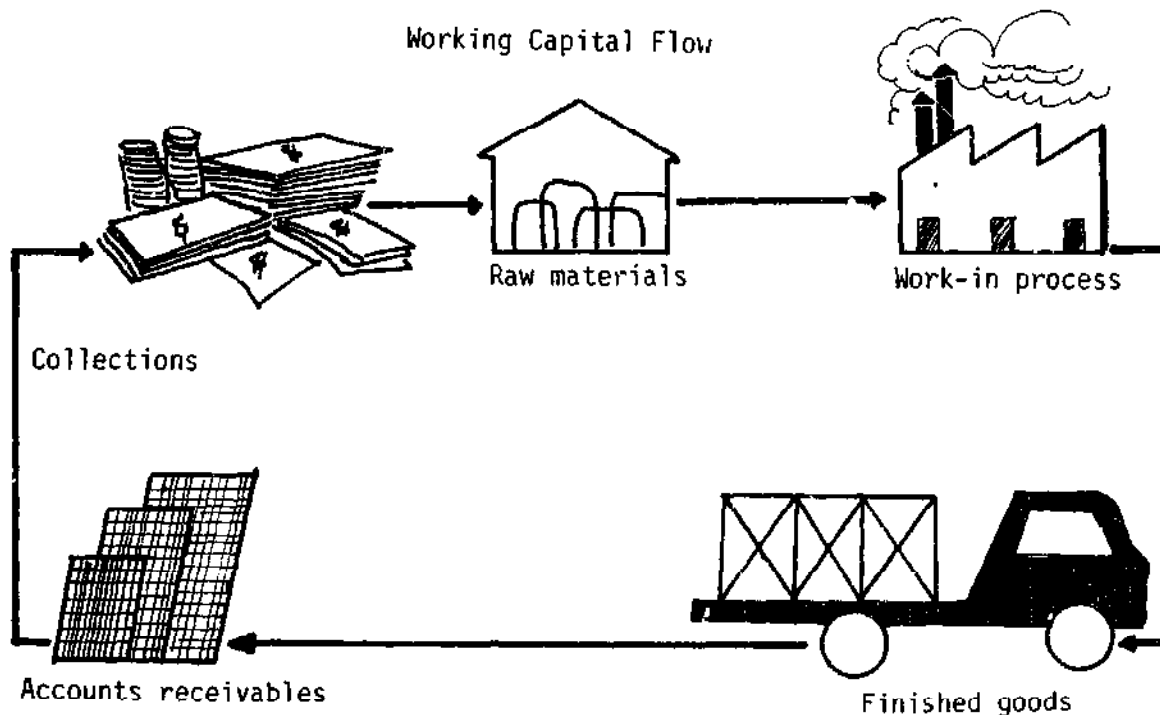 Working Capital Flow
Raw materials
Work-in process
Collections
Accounts receivables
Finished goods